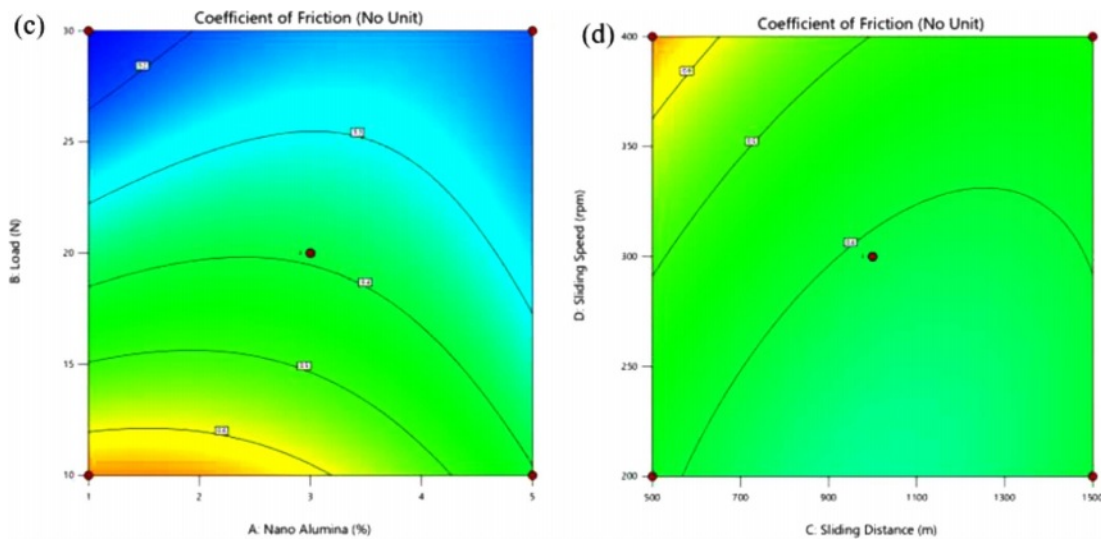 (c)
Coefficient of Friction (No Unit)
B: Load (N)
30
25
20
15
10
1
2
3
4
5
A: Nano Alumina (%)
(d)
Coefficient of Friction (No Unit)
D: Sliding Speed (rpm)
400
350
300
250
200
500
700
900
1100
1300
1500
C: Sliding Distance (m)